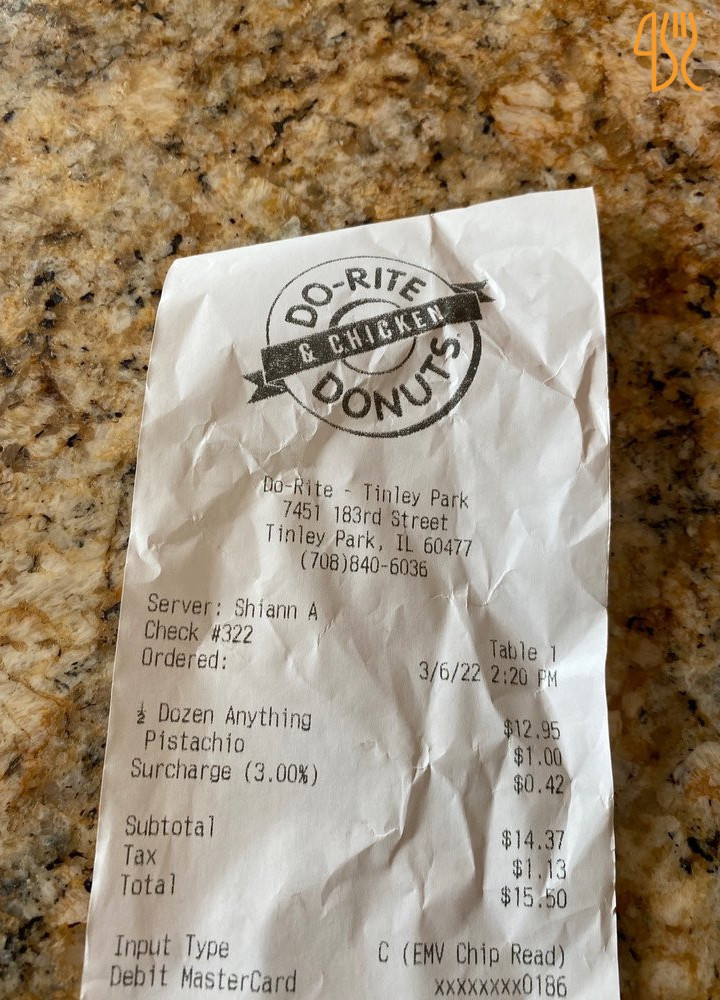 DO-RITE
& CHICKEN
DONUTS
Do-Rite - Tinley Park
7451 183rd Street
Tinley Park, IL 60477
(708)840-6036
Server: Shiann A
Check #322 Table 1
Ordered: 3/6/22 2:20 PM
½ Dozen Anything $12.95
Pistachio $1.00
Surcharge (3.00%) $0.42
Subtotal $14.37
Tax $1.13
Total $15.50
Input Type C (EMV Chip Read)
Debit MasterCard xxxxxxxx0186